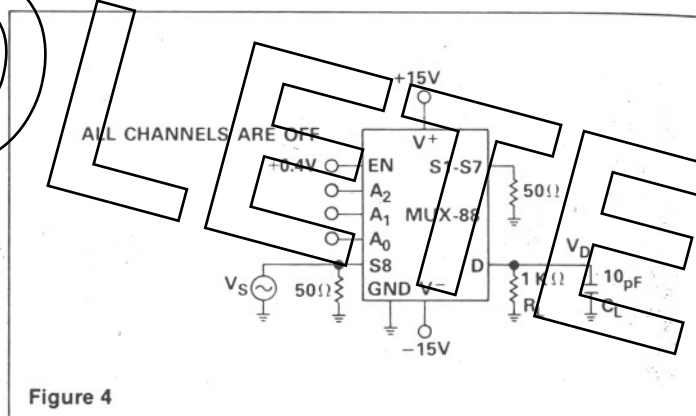 +15V
ALL CHANNELS ARE OFF
V+
+0.4V EN S1-S7
A2 50Ω
A1 MUX-88
A0 VD
S8 D
VS 50Ω 1 KΩ 10pF
GND V− RL CL
−15V
Figure 4
LETE